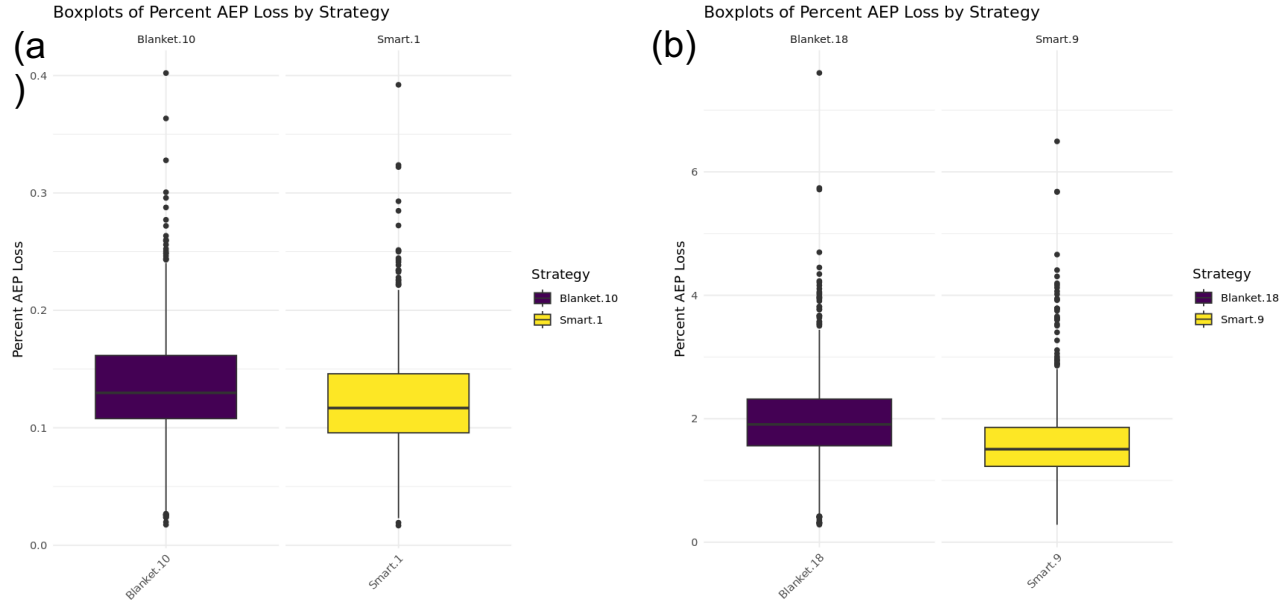 Boxplots of Percent AEP Loss by Strategy
(a
)
Blanket.10
Smart.1
0.4
0.3
0.2
0.1
0.0
Percent AEP Loss
Blanket.10
Smart.1
Strategy
Blanket.10
Smart.1
Boxplots of Percent AEP Loss by Strategy
(b)
Blanket.18
Smart.9
6
4
2
0
Percent AEP Loss
Blanket.18
Smart.9
Strategy
Blanket.18
Smart.9